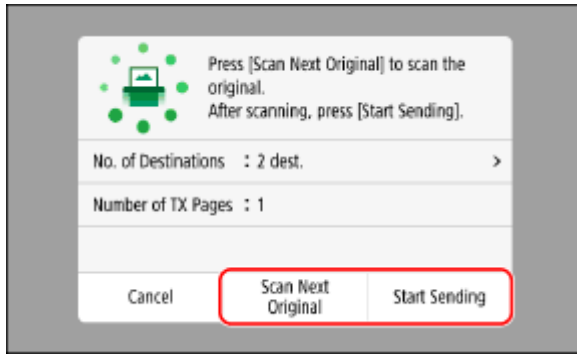 Press [Scan Next Original] to scan the
original.
After scanning, press [Start Sending].
No. of Destinations : 2 dest. >
Number of TX Pages : 1
Cancel
Scan Next
Original
Start Sending